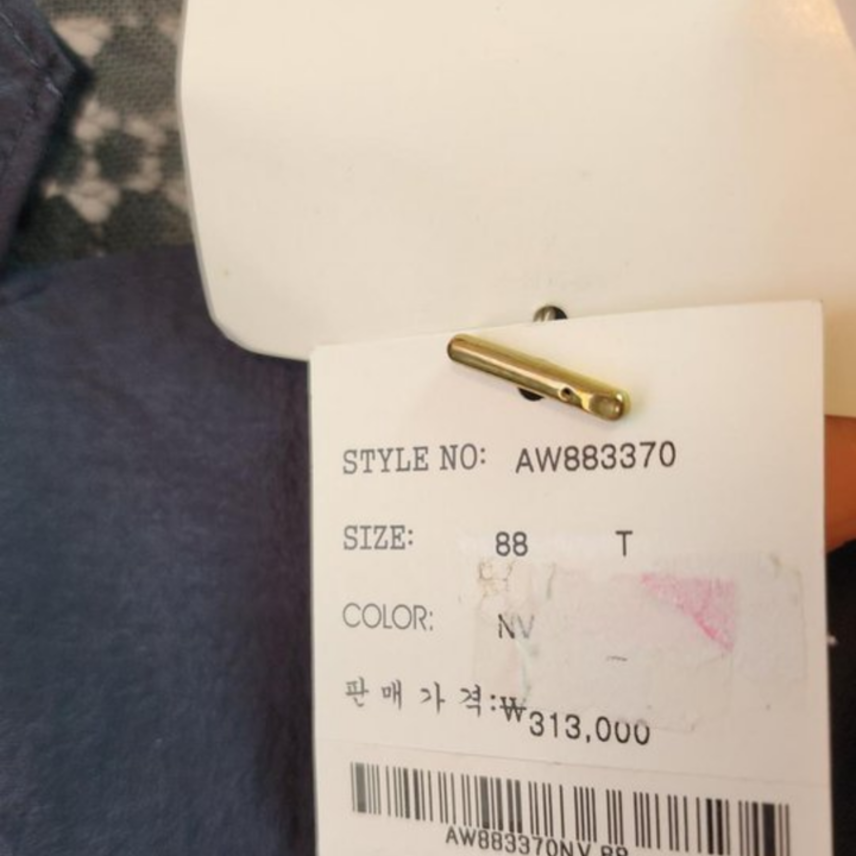 STYLE NO: AW883370
SIZE: 88 T
COLOR: NV
판매가격:₩313,000
AW883370NV 88